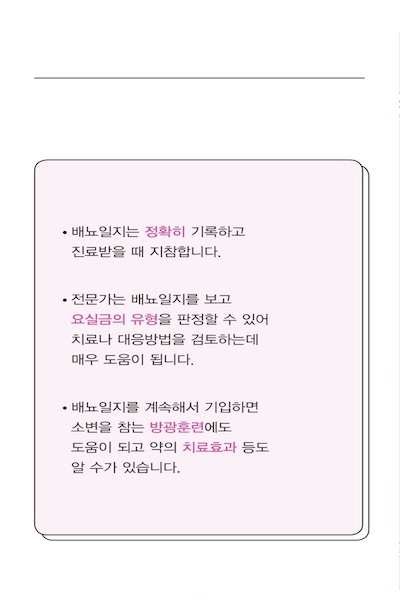 • 배뇨일지는 정확히 기록하고
진료받을 때 지참합니다.
• 전문가는 배뇨일지를 보고
요실금의 유형을 판정할 수 있어
치료나 대응방법을 검토하는데
매우 도움이 됩니다.
• 배뇨일지를 계속해서 기입하면
소변을 참는 방광훈련에도
도움이 되고 약의 치료효과 등도
알 수가 있습니다.